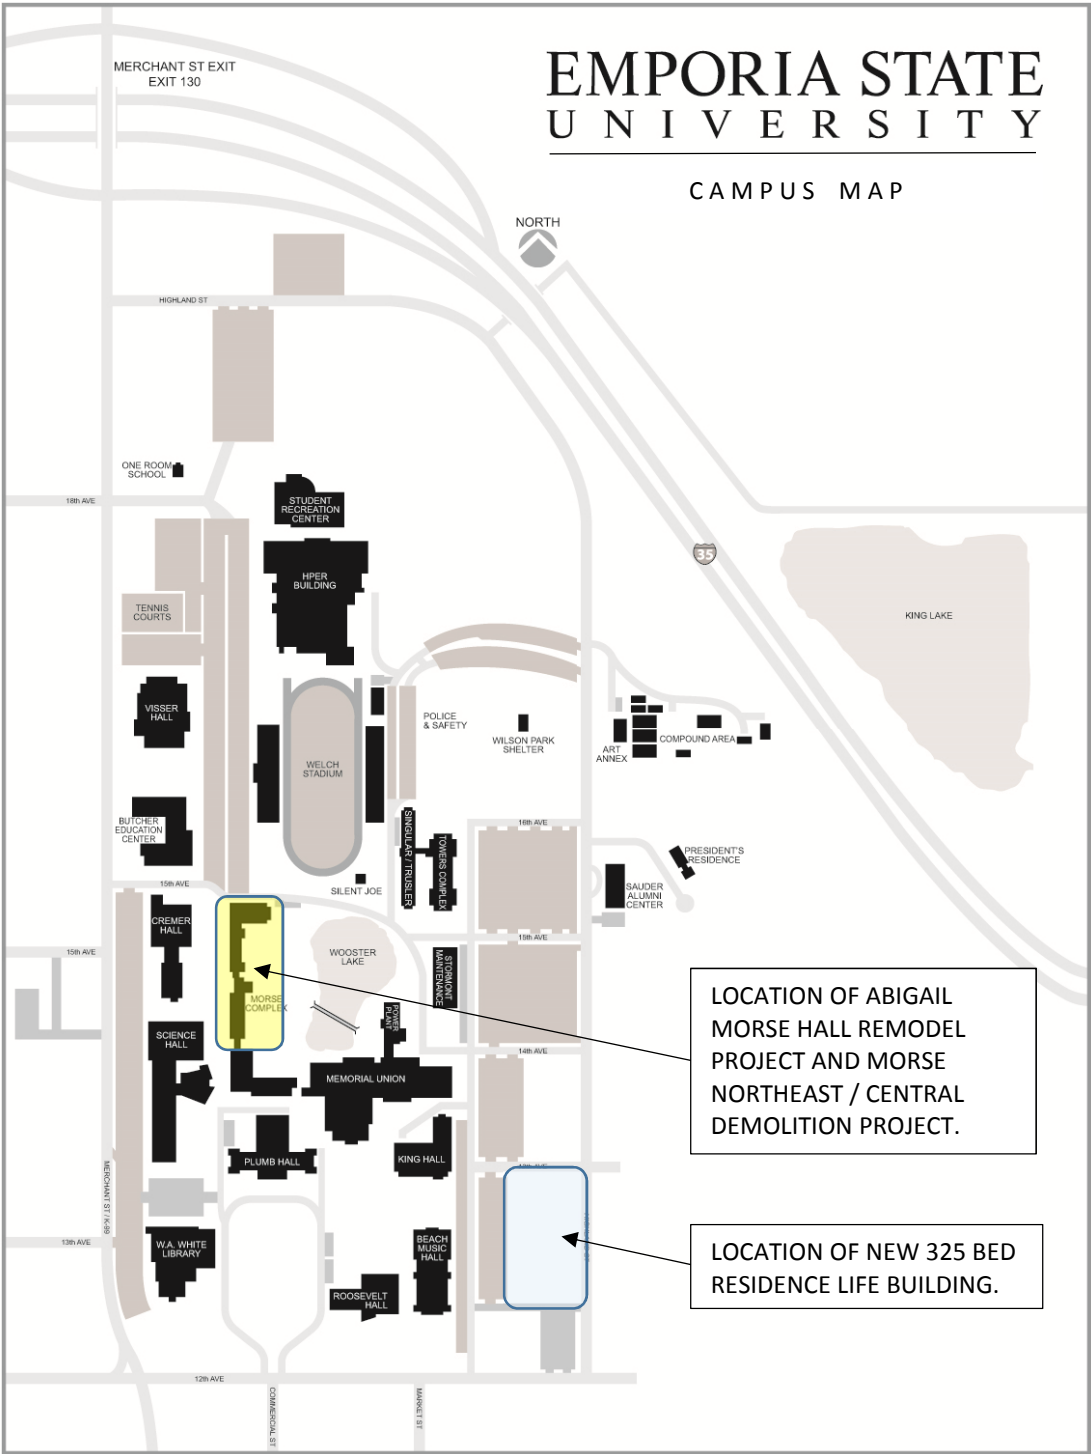 MERCHANT ST EXIT
EXIT 130
EMPORIA STATE
UNIVERSITY
CAMPUS MAP
NORTH
HIGHLAND ST
ONE ROOM
SCHOOL
18th AVE
STUDENT
RECREATION
CENTER
35
HPER
BUILDING
TENNIS
COURTS
KING LAKE
VISSER
HALL
POLICE
& SAFETY
WILSON PARK
SHELTER
ART
ANNEX
COMPOUND AREA
WELCH
STADIUM
BUTCHER
EDUCATION
CENTER
SINGULAR / TRUSLER
TOWERS COMPLEX
16th AVE
PRESIDENT'S
RESIDENCE
15th AVE
SILENT JOE
SAUDER
ALUMNI
CENTER
CREMER
HALL
15th AVE
15th AVE
WOOSTER
LAKE
STORMONT
MAINTENANCE
MORSE
COMPLEX
POWER
PLANT
LOCATION OF ABIGAIL
MORSE HALL REMODEL
PROJECT AND MORSE
NORTHEAST / CENTRAL
DEMOLITION PROJECT.
SCIENCE
HALL
14th AVE
MEMORIAL UNION
PLUMB HALL
KING HALL
MERCHANT ST / K-99
13th AVE
W.A. WHITE
LIBRARY
BEACH
MUSIC
HALL
LOCATION OF NEW 325 BED
RESIDENCE LIFE BUILDING.
ROOSEVELT
HALL
12th AVE
COMMERCIAL ST
MARKET ST